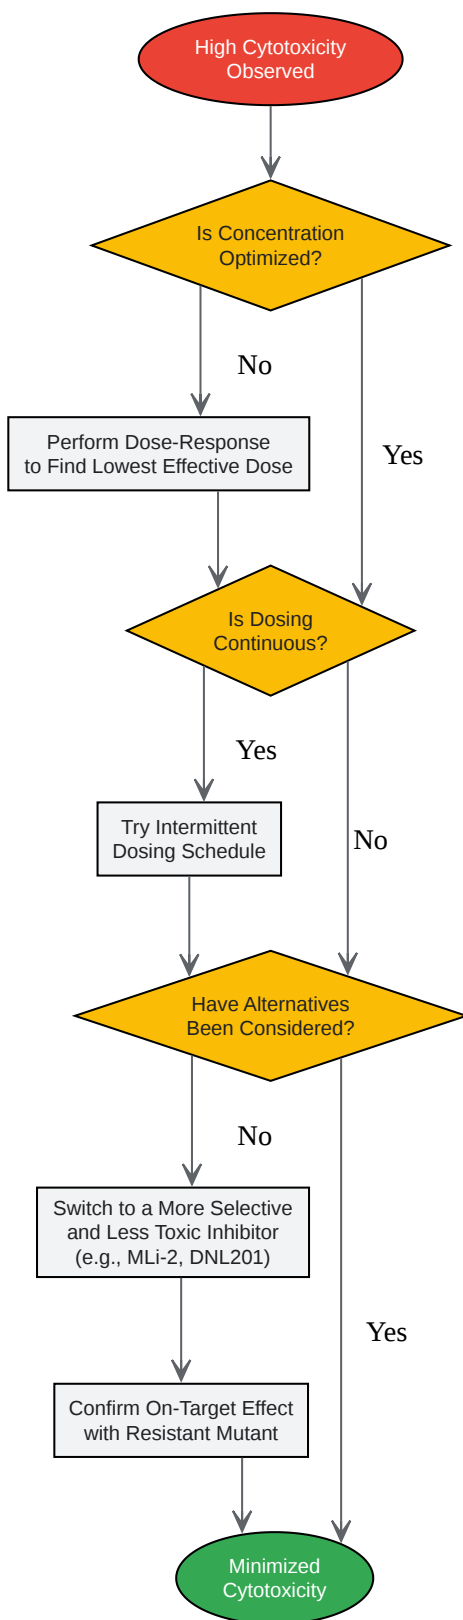 High Cytotoxicity
Observed
Is Concentration
Optimized?
No
Perform Dose-Response
to Find Lowest Effective Dose
Yes
Is Dosing
Continuous?
Yes
Try Intermittent
Dosing Schedule
No
Have Alternatives
Been Considered?
No
Switch to a More Selective
and Less Toxic Inhibitor
(e.g., MLi-2, DNL201)
Yes
Confirm On-Target Effect
with Resistant Mutant
Minimized
Cytotoxicity